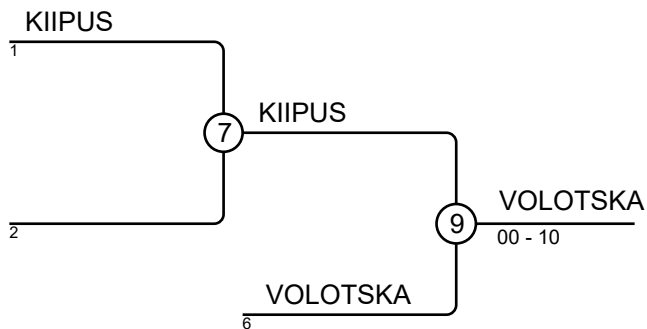 KIIPUS
1
7
KIIPUS
2
9
VOLOTSKA
00 - 10
VOLOTSKA
6